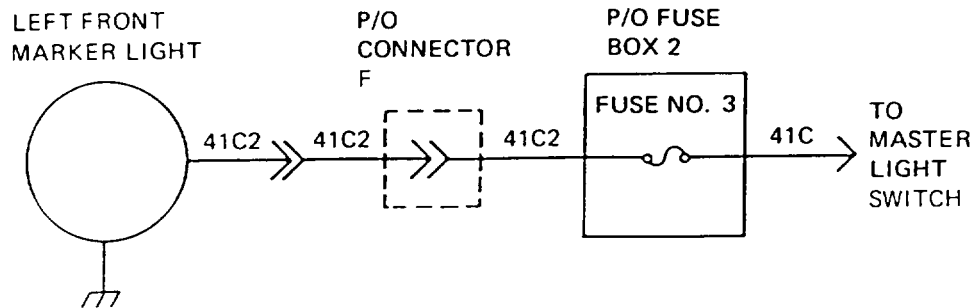 LEFT FRONT
MARKER LIGHT
P/O
CONNECTOR
F
P/O FUSE
BOX 2
FUSE NO. 3
41C2
41C2
41C2
41C
TO
MASTER
LIGHT
SWITCH